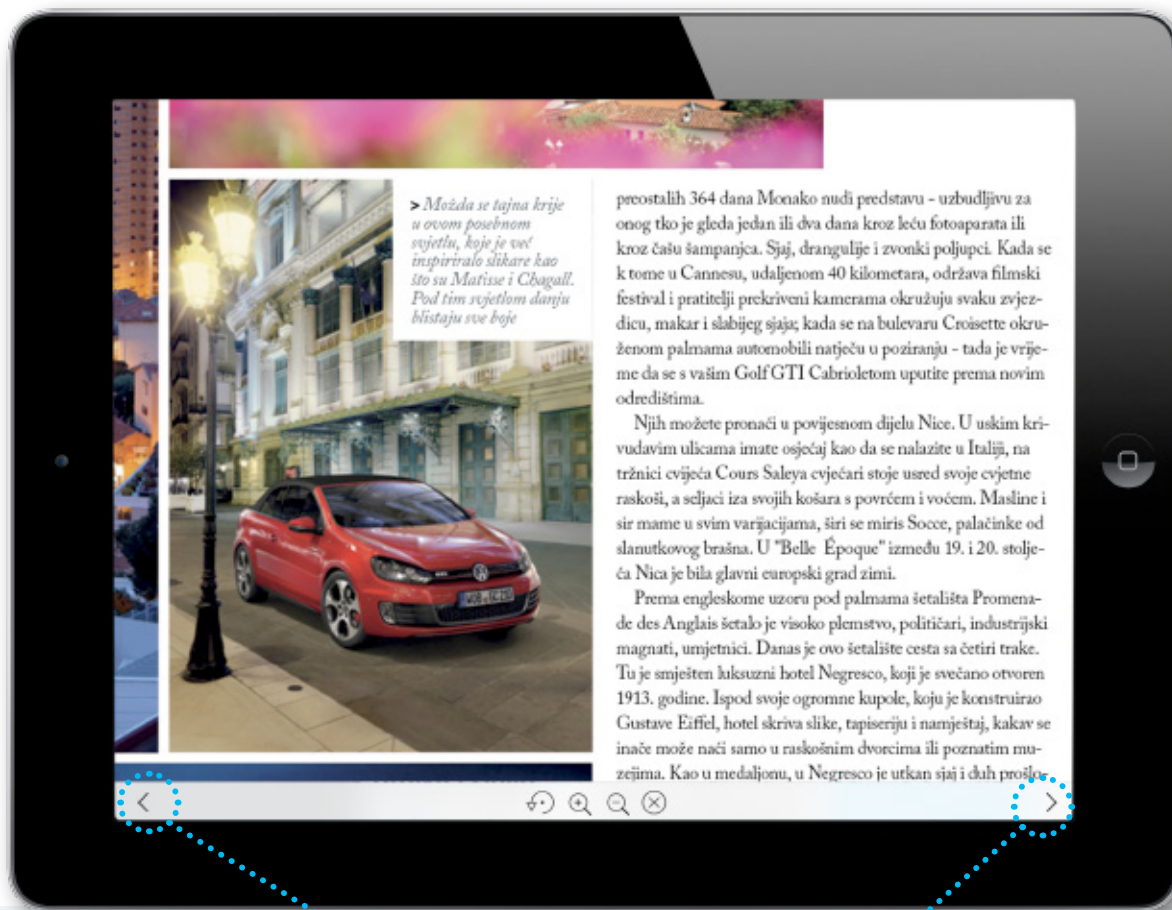 > Možda se tajna krije
u ovom posebnom
svjetlu, koje je već
inspiriralo slikare kao
što su Matisse i Chagall.
Pod tim svjetlom danju
blistaju sve boje
preostalih 364 dana Monako nudi predstavu - uzbudljivu za
onog tko je gleda jedan ili dva dana kroz leću fotoaparata ili
kroz čašu šampanjca. Sjaj, drangulije i zvonki poljupci. Kada se
k tome u Cannesu, udaljenom 40 kilometara, održava filmski
festival i pratitelji prekriveni kamerama okružuju svaku zvjez-
dicu, makar i slabijeg sjaja; kada se na bulevaru Croisette okru-
ženom palmama automobili natječu u poziranju - tada je vrije-
me da se s vašim Golf GTI Cabrioletom uputite prema novim
odredištima.
Njih možete pronaći u povijesnom dijelu Nice. U uskim kri-
vudavim ulicama imate osjećaj kao da se nalazite u Italiji, na
tržnici cvijeća Cours Saleya cvjećari stoje usred svoje cvjetne
raskoši, a seljaci iza svojih košara s povrćem i voćem. Masline i
sir mame u svim varijacijama, širi se miris Socce, palačinke od
slanutkovog brašna. U "Belle Époque" između 19. i 20. stolje-
ća Nica je bila glavni europski grad zimi.
Prema engleskome uzoru pod palmama šetališta Promena-
de des Anglais šetalo je visoko plemstvo, političari, industrijski
magnati, umjetnici. Danas je ovo šetalište cesta sa četiri trake.
Tu je smješten luksuzni hotel Negresco, koji je svečano otvoren
1913. godine. Ispod svoje ogromne kupole, koju je konstruirao
Gustave Eiffel, hotel skriva slike, tapiseriju i namještaj, kakav se
inače može naći samo u raskošnim dvorcima ili poznatim mu-
zejima. Kao u medaljonu, u Negresco je utkan sjaj i duh prošlo-